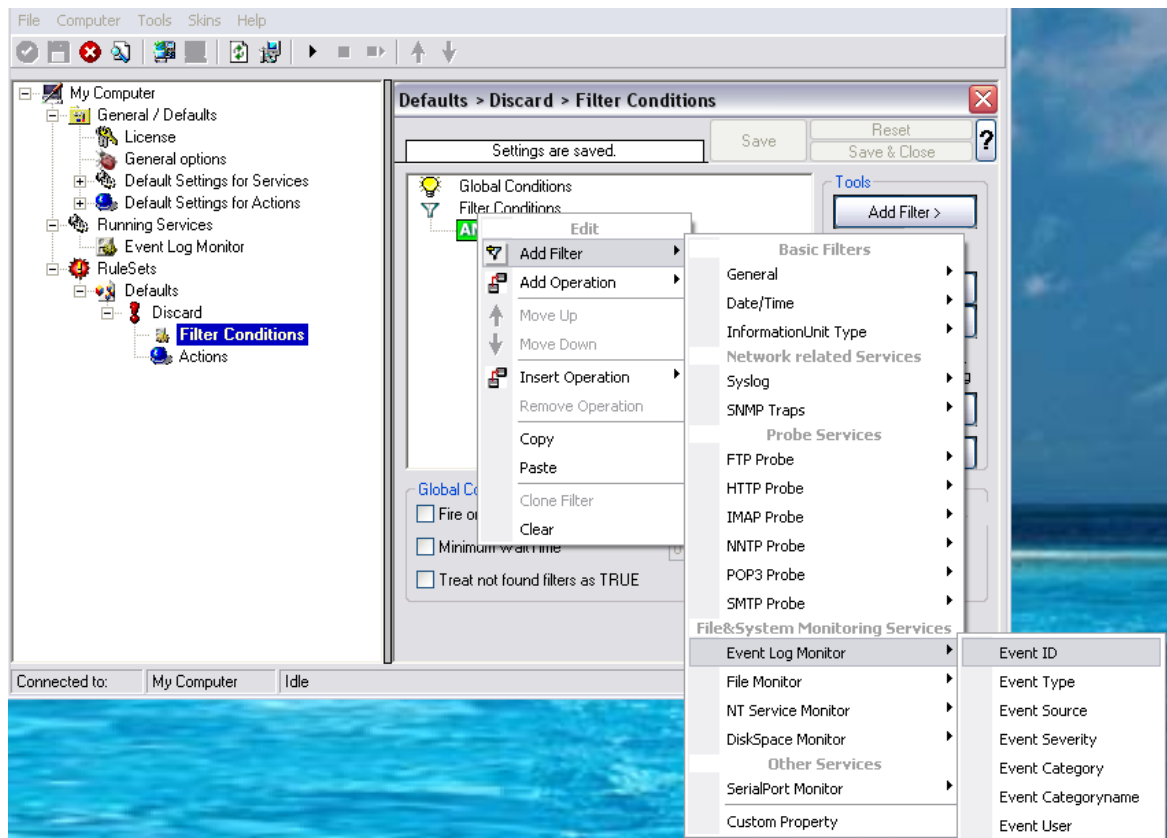 File Computer Tools Skins Help
My Computer
General / Defaults
License
General options
Default Settings for Services
Default Settings for Actions
Running Services
Event Log Monitor
RuleSets
Defaults
Discard
Filter Conditions
Actions
Defaults > Discard > Filter Conditions
Settings are saved.
Save
Reset
Save & Close
?
Global Conditions
Filter Conditions
Tools
Add Filter >
Edit
Add Filter
Add Operation
Move Up
Move Down
Insert Operation
Remove Operation
Copy
Paste
Clone Filter
Clear
Basic Filters
General
Date/Time
InformationUnit Type
Network related Services
Syslog
SNMP Traps
Probe Services
FTP Probe
HTTP Probe
IMAP Probe
NNTP Probe
POP3 Probe
SMTP Probe
File&System Monitoring Services
Event Log Monitor
File Monitor
NT Service Monitor
DiskSpace Monitor
Other Services
SerialPort Monitor
Custom Property
Event ID
Event Type
Event Source
Event Severity
Event Category
Event Categoryname
Event User
Global
Fire
Minimum WaitTime
Treat not found filters as TRUE
Connected to: My Computer Idle